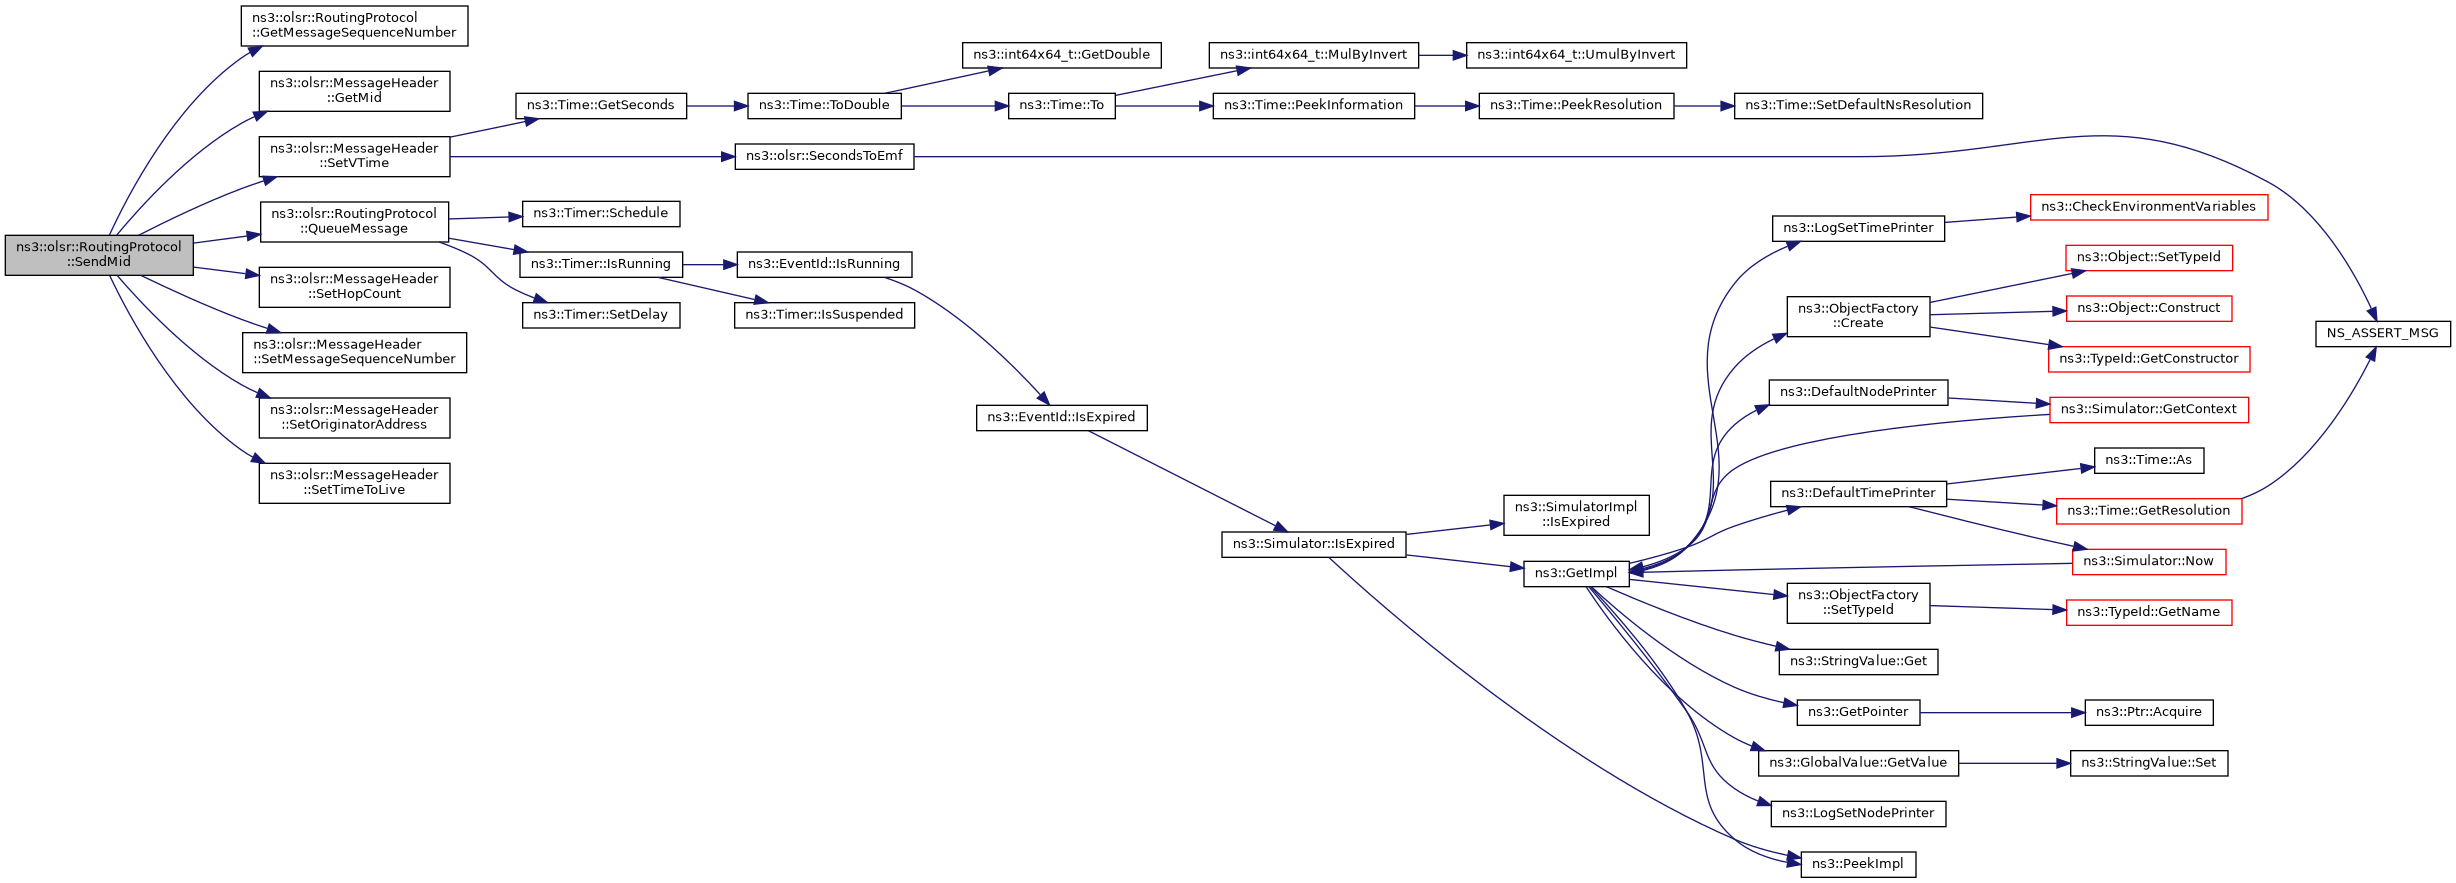 ns3::olsr::RoutingProtocol
::SendMid
ns3::olsr::RoutingProtocol
::GetMessageSequenceNumber
ns3::olsr::MessageHeader
::GetMid
ns3::olsr::MessageHeader
::SetVTime
ns3::olsr::RoutingProtocol
::QueueMessage
ns3::olsr::MessageHeader
::SetHopCount
ns3::olsr::MessageHeader
::SetMessageSequenceNumber
ns3::olsr::MessageHeader
::SetOriginatorAddress
ns3::olsr::MessageHeader
::SetTimeToLive
ns3::Time::GetSeconds
ns3::Time::ToDouble
ns3::int64x64_t::GetDouble
ns3::Time::To
ns3::int64x64_t::MulByInvert
ns3::int64x64_t::UmulByInvert
ns3::Time::PeekInformation
ns3::Time::PeekResolution
ns3::Time::SetDefaultNsResolution
ns3::olsr::SecondsToEmf
NS_ASSERT_MSG
ns3::Timer::Schedule
ns3::Timer::IsRunning
ns3::Timer::SetDelay
ns3::EventId::IsRunning
ns3::Timer::IsSuspended
ns3::EventId::IsExpired
ns3::Simulator::IsExpired
ns3::SimulatorImpl
::IsExpired
ns3::GetImpl
ns3::LogSetTimePrinter
ns3::CheckEnvironmentVariables
ns3::ObjectFactory
::Create
ns3::Object::SetTypeId
ns3::Object::Construct
ns3::TypeId::GetConstructor
ns3::DefaultNodePrinter
ns3::Simulator::GetContext
ns3::DefaultTimePrinter
ns3::Time::As
ns3::Time::GetResolution
ns3::Simulator::Now
ns3::ObjectFactory
::SetTypeId
ns3::TypeId::GetName
ns3::StringValue::Get
ns3::GetPointer
ns3::Ptr::Acquire
ns3::GlobalValue::GetValue
ns3::StringValue::Set
ns3::LogSetNodePrinter
ns3::PeekImpl